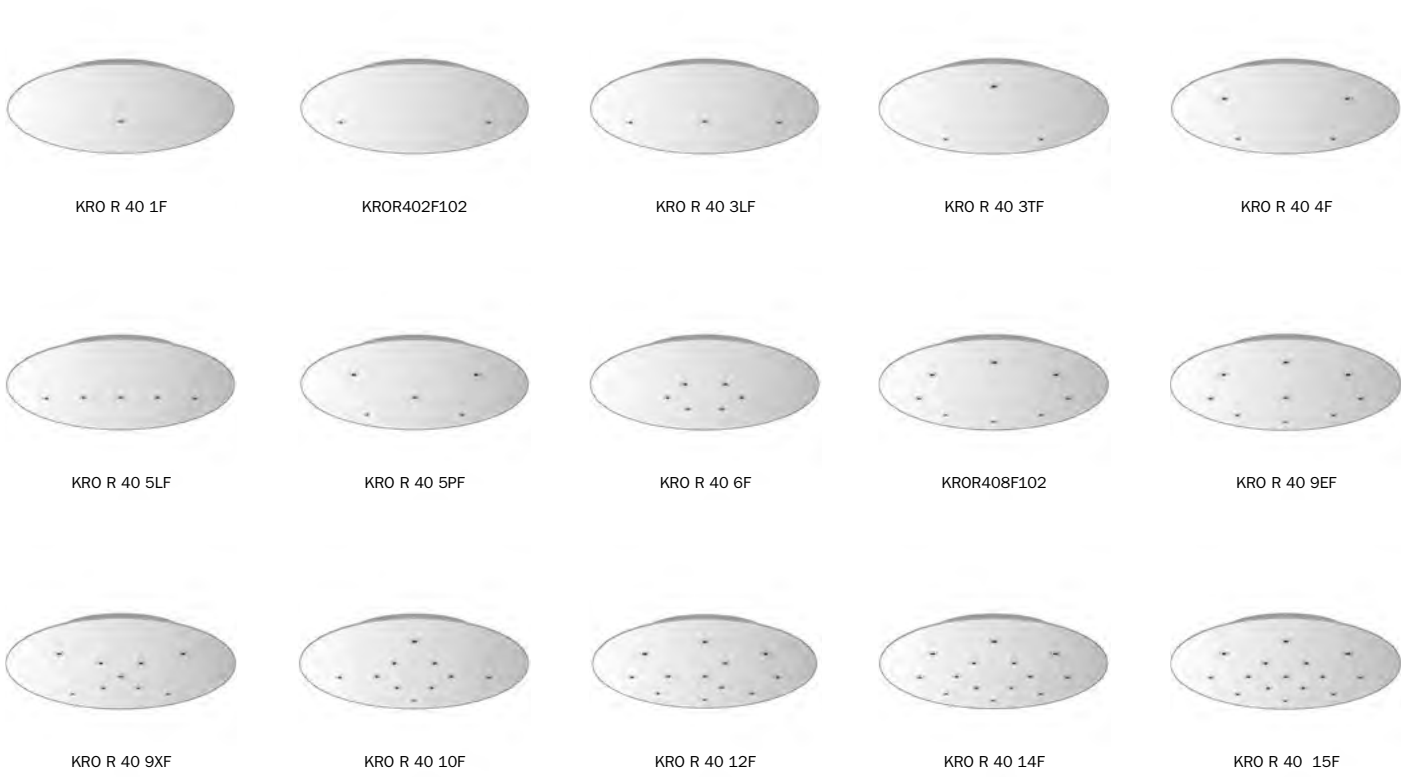 KRO R 40 1F
KROR402F102
KRO R 40 3LF
KRO R 40 3TF
KRO R 40 4F
KRO R 40 5LF
KRO R 40 5PF
KRO R 40 6F
KROR408F102
KRO R 40 9EF
KRO R 40 9XF
KRO R 40 10F
KRO R 40 12F
KRO R 40 14F
KRO R 40  15F